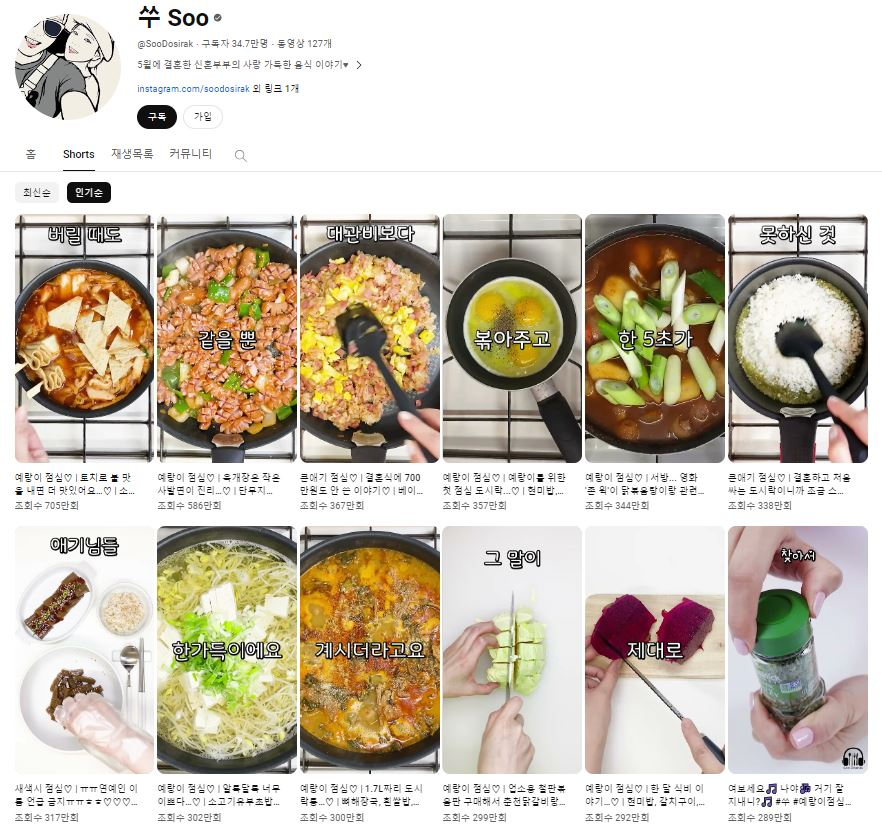 쑤 Soo
@SooDosirak · 구독자 34.7만명 · 동영상 127개
5월에 결혼한 신혼부부의 사랑 가득한 음식 이야기♥
instagram.com/soodosirak 외 링크 1개
구독 가입
홈 Shorts 재생목록 커뮤니티
최신순 인기순
버릴 때도
같을 뿐
대관비보다
볶아주고
한 5초가
못하신 것
예랑이 점심♡ | 토치로 불 맛
을 내면 더 맛있어요...♡ | 소...
조회수 705만회
예랑이 점심♡ | 육개장은 작은
사발면이 진리...♡ | 단무지...
조회수 586만회
큰애기 점심♡ | 결혼식에 700
만원도 안 쓴 이야기♡ | 베이...
조회수 367만회
예랑이 점심♡ | 예랑이를 위한
첫 점심 도시락...♡ | 현미밥,...
조회수 357만회
예랑이 점심♡ | 서방... 영화
'존 윅'이 닭볶음탕이랑 관련...
조회수 344만회
큰애기 점심♡ | 결혼하고 처음
싸는 도시락이니까 조금 스...
조회수 338만회
애기님들
한가득이에요
계시더라고요
그 말이
제대로
찾아서
새색시 점심♡ | ㅠㅠ연예인 이
름 언급 금지ㅠㅠㅎㅎ♡♡♡...
조회수 317만회
예랑이 점심♡ | 알록달록 너무
이쁘다...♡ | 소고기유부초밥...
조회수 302만회
예랑이 점심♡ | 1.7L짜리 도시
락통...♡ | 뼈해장국, 흰쌀밥,...
조회수 300만회
예랑이 점심♡ | 업소용 철판볶
음판 구매해서 춘천닭갈비랑...
조회수 299만회
예랑이 점심♡ | 한 달 식비 이
야기...♡ | 현미밥, 갈치구이,...
조회수 292만회
여보세요🎵 나야🎶 거기 잘
지내니?🎵 #쑤 #예랑이점심...
조회수 289만회